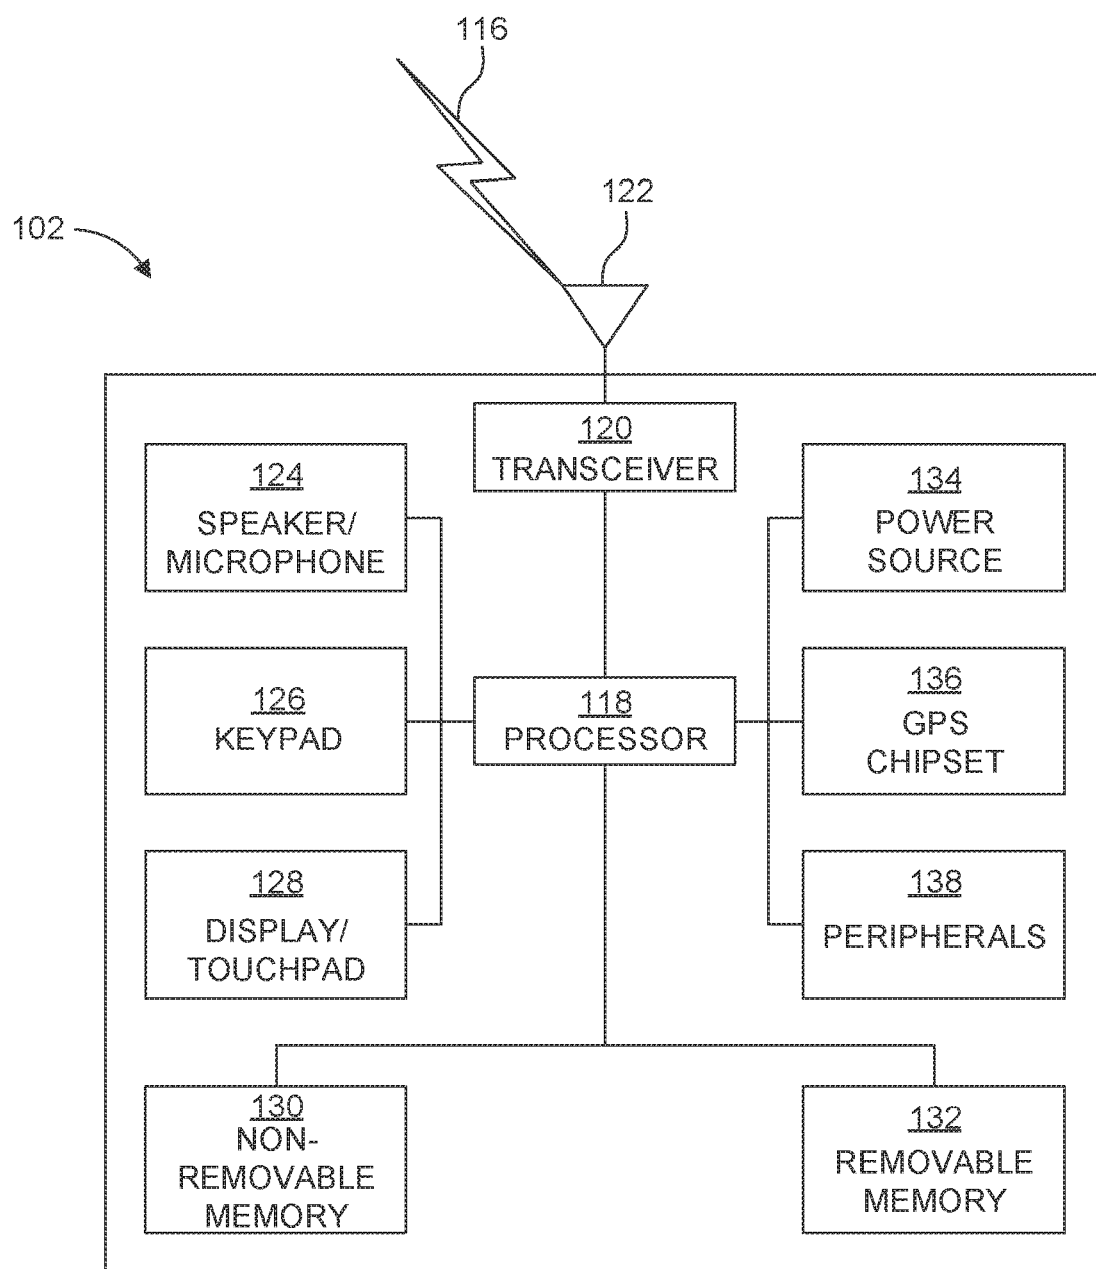 116
122
102
120
TRANSCEIVER
124
SPEAKER/
MICROPHONE
134
POWER
SOURCE
126
KEYPAD
118
PROCESSOR
136
GPS
CHIPSET
128
DISPLAY/
TOUCHPAD
138
PERIPHERALS
130
NON-
REMOVABLE
MEMORY
132
REMOVABLE
MEMORY